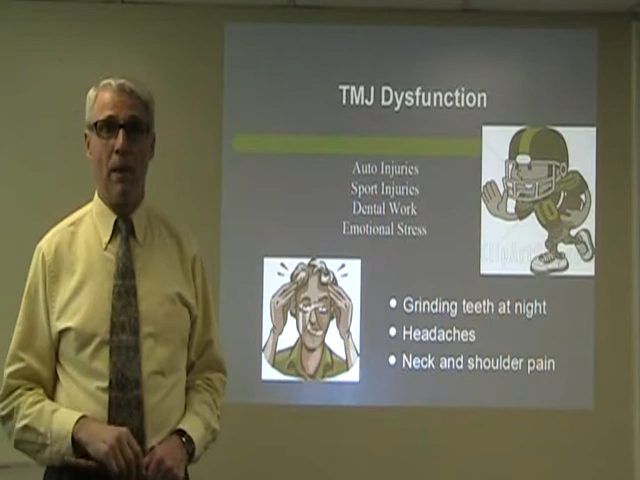 TMJ Dysfunction
Auto Injuries
Sport Injuries
Dental Work
Emotional Stress
Grinding teeth at night
Headaches
Neck and shoulder pain